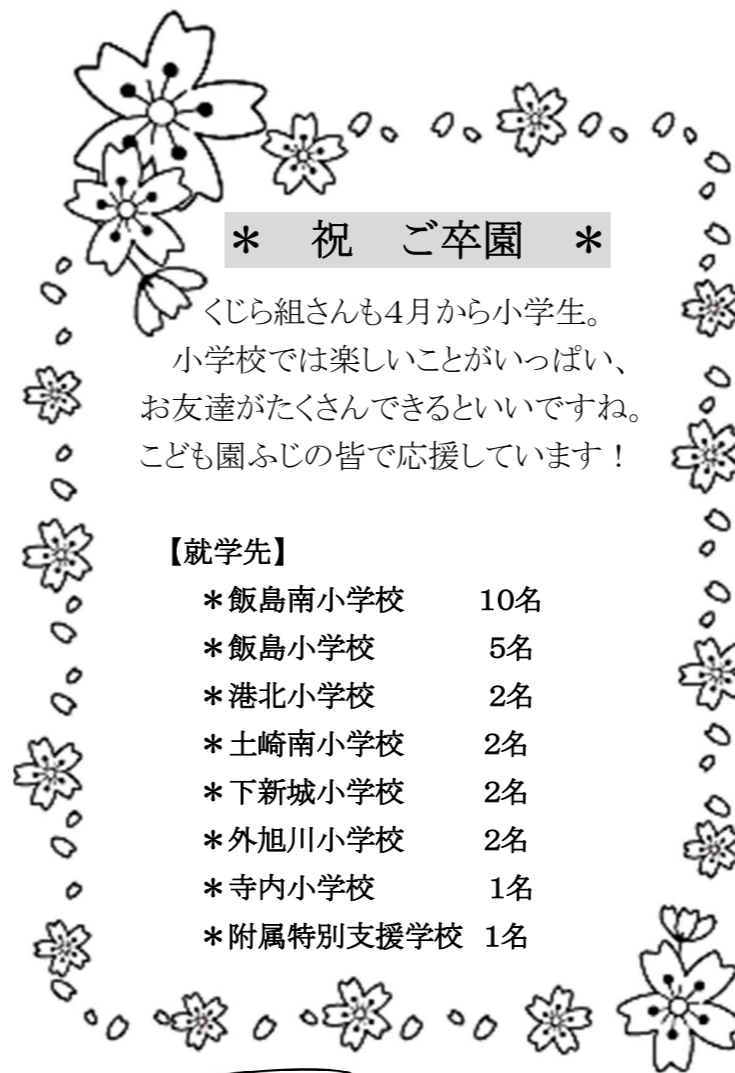 ＊　祝　ご卒園　＊
くじら組さんも4月から小学生。
小学校では楽しいことがいっぱい、
お友達がたくさんできるといいですね。
こども園ふじの皆で応援しています！
【就学先】
＊飯島南小学校　10名
＊飯島小学校　5名
＊港北小学校　2名
＊土崎南小学校　2名
＊下新城小学校　2名
＊外旭川小学校　2名
＊寺内小学校　1名
＊附属特別支援学校　1名